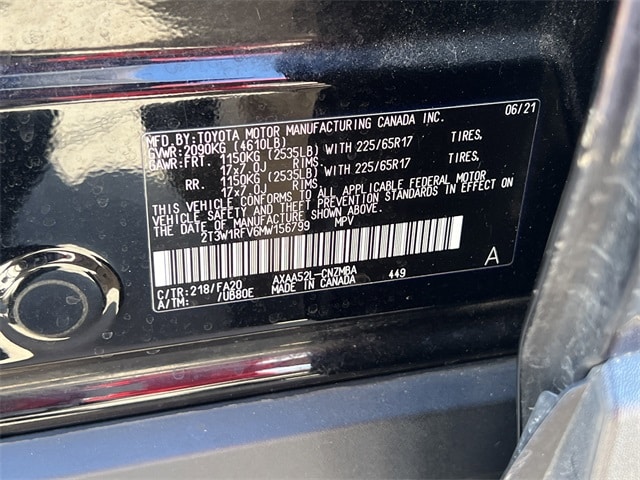 MFD.BY:TOYOTA MOTOR MANUFACTURING CANADA INC. 06/21
GVWR:2090KG (4610LB)
GAWR:FRT. 1150KG (2535LB) WITH 225/65R17 TIRES,
17x7.0J RIMS
RR. 1150KG (2535LB) WITH 225/65R17 TIRES,
17x7.0J RIMS
THIS VEHICLE CONFORMS TO ALL APPLICABLE FEDERAL MOTOR
VEHICLE SAFETY AND THEFT PREVENTION STANDARDS IN EFFECT ON
THE DATE OF MANUFACTURE SHOWN ABOVE.
2T3W1RFV6MW156799 MPV
A
C/TR:218/FA20 AXAA52L-CNZMBA 449
A/TM: /U680E MADE IN CANADA